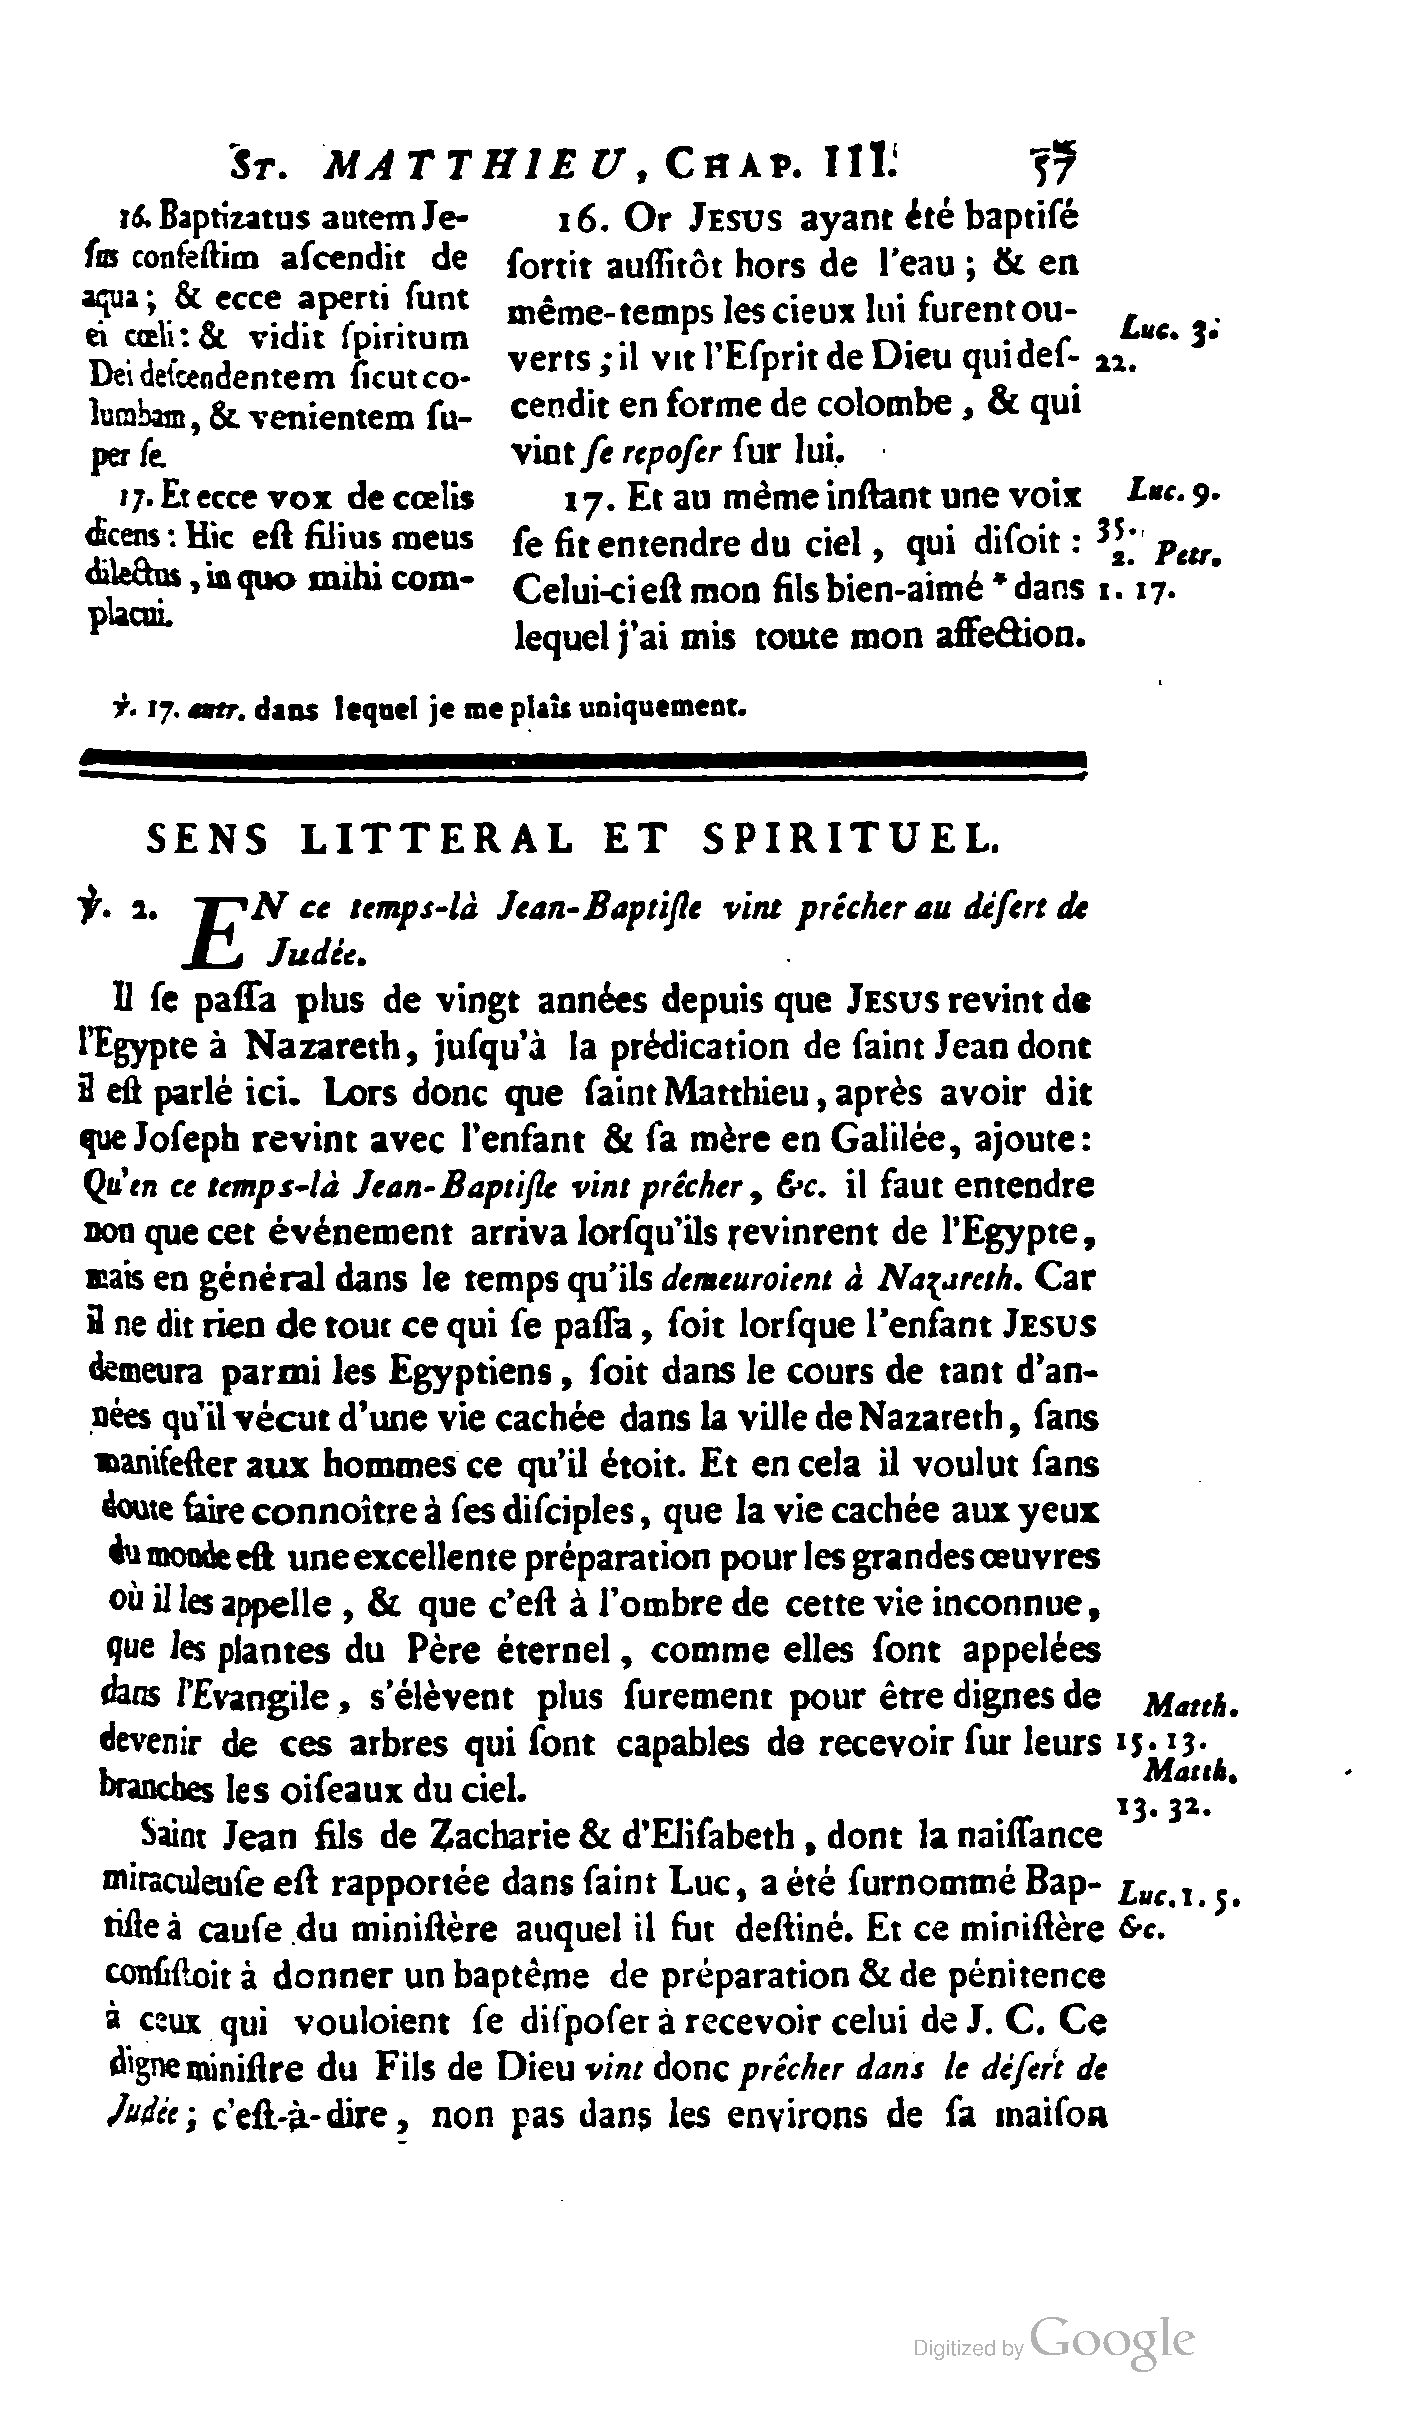 ST. MATTHIEU, CHAP. III. 57
16. Baptizatus autem Je-
ſus confeſtim aſcendit de
aqua; & ecce aperti ſunt
ei cœli: & vidit ſpiritum
Dei deſcendentem ſicut co-
lumbam, & venientem ſu-
per ſe.
17. Et ecce vox de cœlis
dicens: Hic eſt filius meus
dilectus, in quo mihi com-
placui.
16. Or JESUS ayant été baptiſé
ſortit auſſitôt hors de l'eau; & en
même-temps les cieux lui furent ou-
verts; il vit l'Eſprit de Dieu qui deſ-
cendit en forme de colombe, & qui
vint ſe repoſer ſur lui.
17. Et au mème inſtant une voix
ſe fit entendre du ciel, qui diſoit:
Celui-ci eſt mon fils bien-aimé * dans
lequel j'ai mis toute mon affection.
Luc. 3.
22.
Luc. 9.
35.
2. Petr.
1. 17.
℣. 17. autr. dans lequel je me plaîs uniquement.
SENS LITTERAL ET SPIRITUEL.
℣. 2. EN ce temps-là Jean-Baptiſte vint prêcher au déſert de
Judée.
Il ſe paſſa plus de vingt années depuis que JESUS revint de
l'Egypte à Nazareth, juſqu'à la prédication de ſaint Jean dont
il eſt parlé ici. Lors donc que ſaint Matthieu, après avoir dit
que Joſeph revint avec l'enfant & ſa mère en Galilée, ajoute:
Qu'en ce temps-là Jean-Baptiſte vint prêcher, &c. il faut entendre
non que cet événement arriva lorſqu'ils revinrent de l'Egypte,
mais en général dans le temps qu'ils demeuroient à Nazareth. Car
il ne dit rien de tout ce qui ſe paſſa, ſoit lorſque l'enfant JESUS
demeura parmi les Egyptiens, ſoit dans le cours de tant d'an-
nées qu'il vécut d'une vie cachée dans la ville de Nazareth, ſans
manifeſter aux hommes ce qu'il étoit. Et en cela il voulut ſans
doute faire connoître à ſes diſciples, que la vie cachée aux yeux
du monde eſt une excellente préparation pour les grandes œuvres
où il les appelle, & que c'eſt à l'ombre de cette vie inconnue,
que les plantes du Père éternel, comme elles ſont appelées
dans l'Evangile, s'élèvent plus ſurement pour être dignes de
devenir de ces arbres qui ſont capables de recevoir ſur leurs
branches les oiſeaux du ciel.
Matth.
15. 13.
Matth.
13. 32.
Saint Jean fils de Zacharie & d'Eliſabeth, dont la naiſſance
miraculeuſe eſt rapportée dans ſaint Luc, a été ſurnommé Bap-
tiſte à cauſe du miniſtère auquel il fut deſtiné. Et ce miniſtère
conſiſtoit à donner un baptême de préparation & de pénitence
à ceux qui vouloient ſe diſpoſer à recevoir celui de J. C. Ce
digne miniſtre du Fils de Dieu vint donc prêcher dans le déſert de
Judée; c'eſt-à-dire, non pas dans les environs de ſa maiſon
Luc. 1. 5.
&c.
Digitized by Google